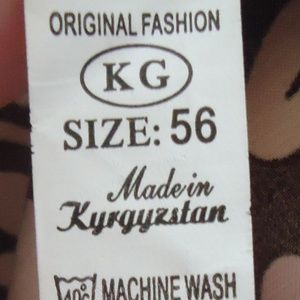 ORIGINAL FASHION
KG
SIZE: 56
Made in
Kyrgyzstan
40°c MACHINE WASH